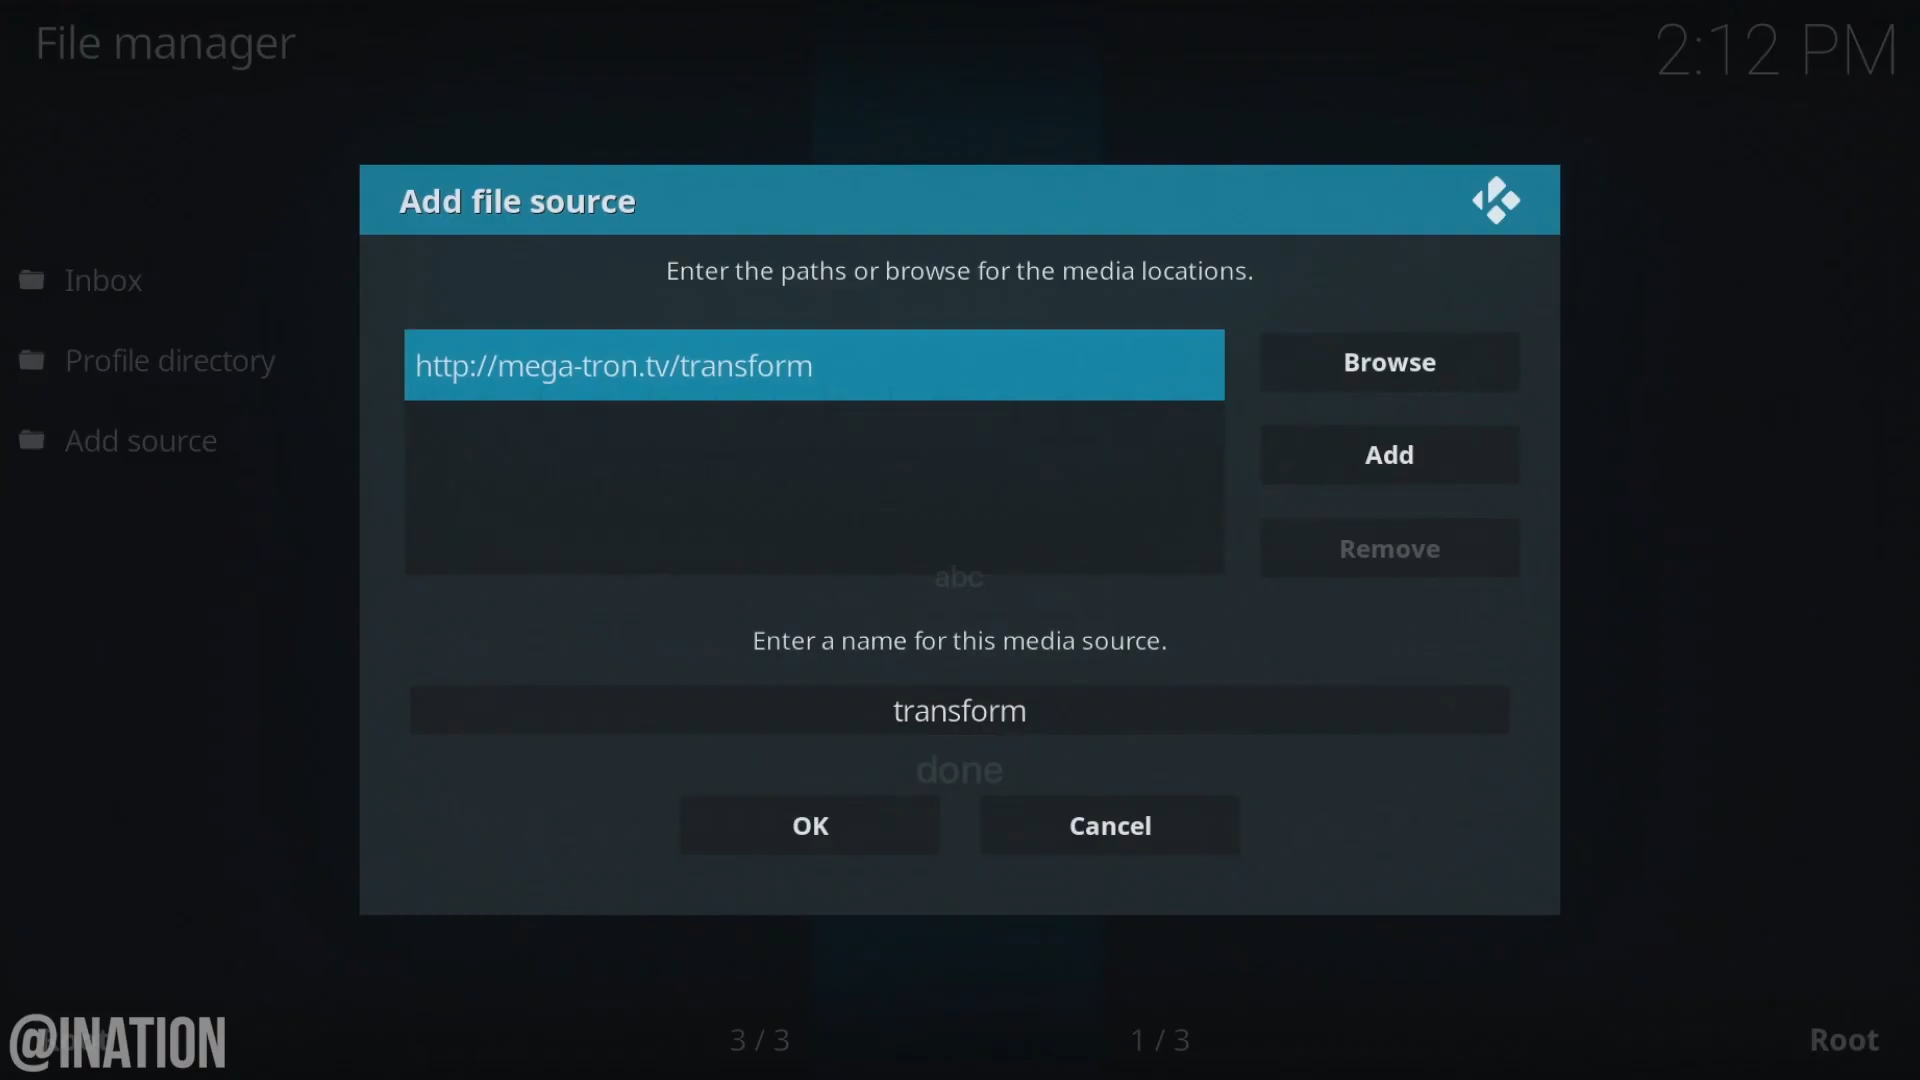 File manager
2:12 PM
Add file source
Enter the paths or browse for the media locations.
Inbox
http://mega-tron.tv/transform
Browse
Profile directory
Add source
Add
Remove
abc
Enter a name for this media source.
transform
done
OK
Cancel
@INATION
3 / 3
1 / 3
Root